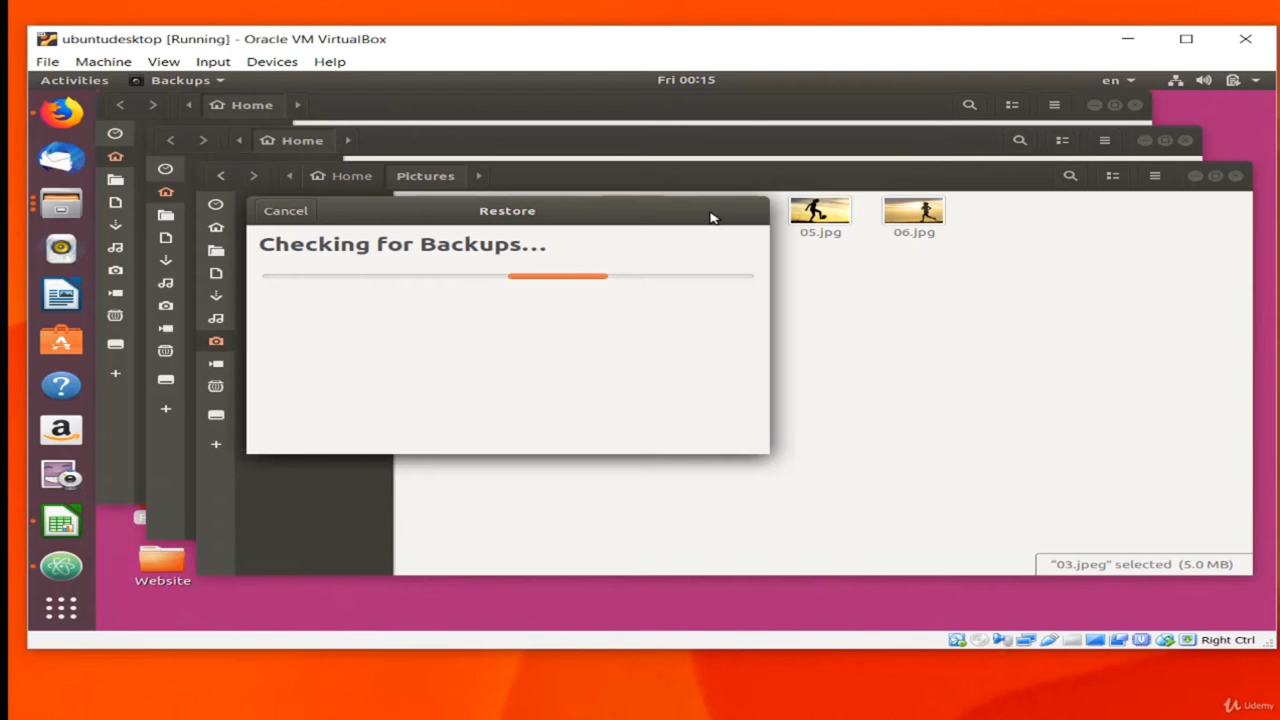 ubuntudesktop [Running] - Oracle VM VirtualBox
File Machine View Input Devices Help
Activities Backups Fri 00:15 en
Home
Home
Home Pictures
Cancel Restore
Checking for Backups...
05.jpg 06.jpg
"03.jpeg" selected (5.0 MB)
Website
Right Ctrl
Udemy